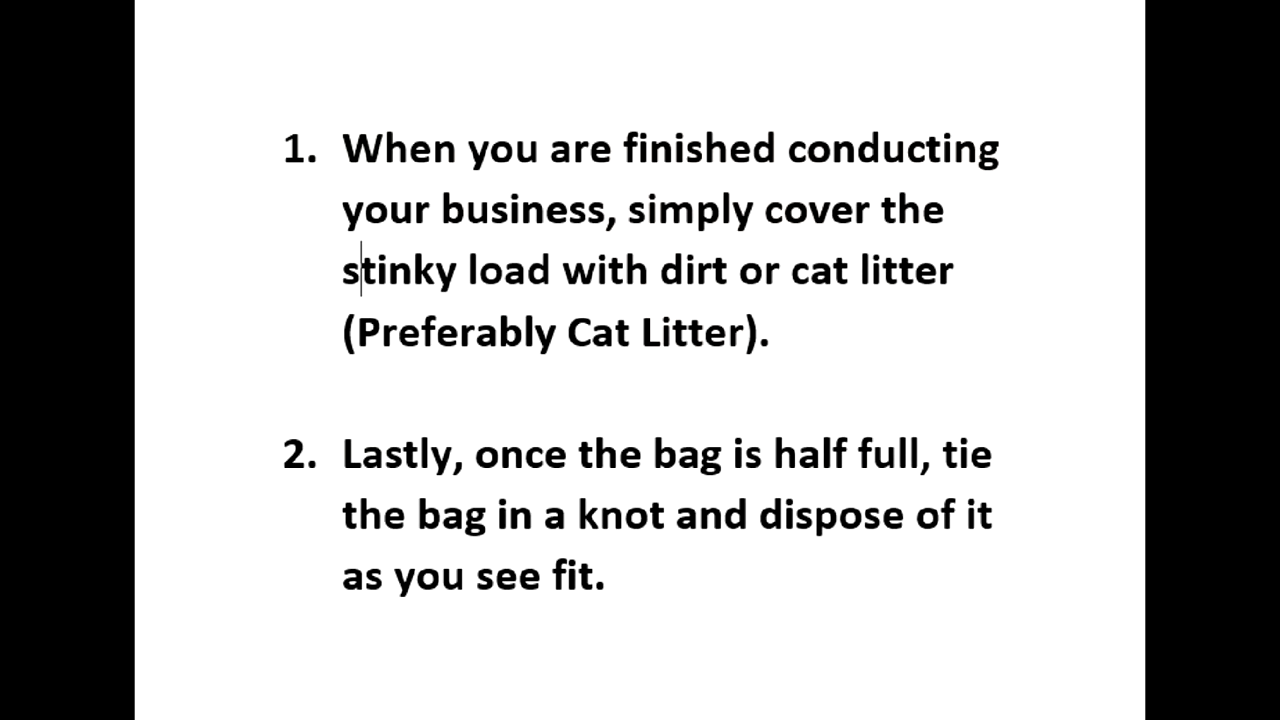 1. When you are finished conducting
your business, simply cover the
stinky load with dirt or cat litter
(Preferably Cat Litter).
2. Lastly, once the bag is half full, tie
the bag in a knot and dispose of it
as you see fit.